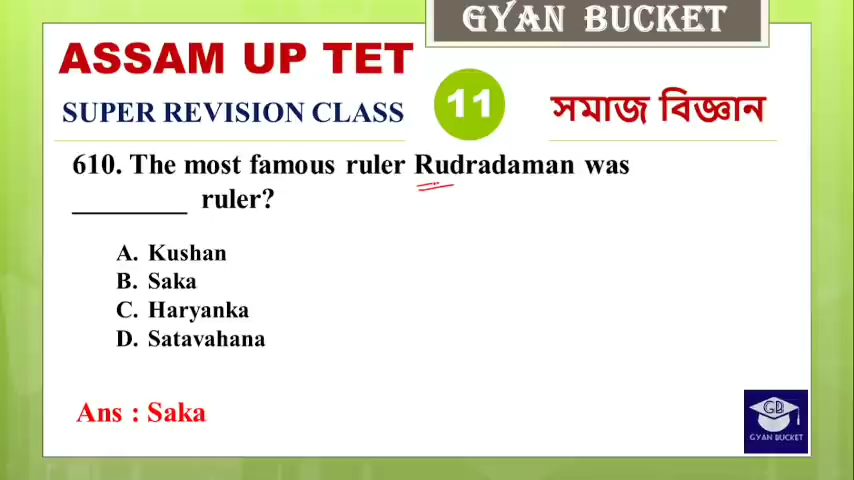 GYAN BUCKET
ASSAM UP TET
SUPER REVISION CLASS
11
সমাজ বিজ্ঞান
610. The most famous ruler Rudradaman was
________ ruler?
A. Kushan
B. Saka
C. Haryanka
D. Satavahana
Ans : Saka
GB
GYAN BUCKET